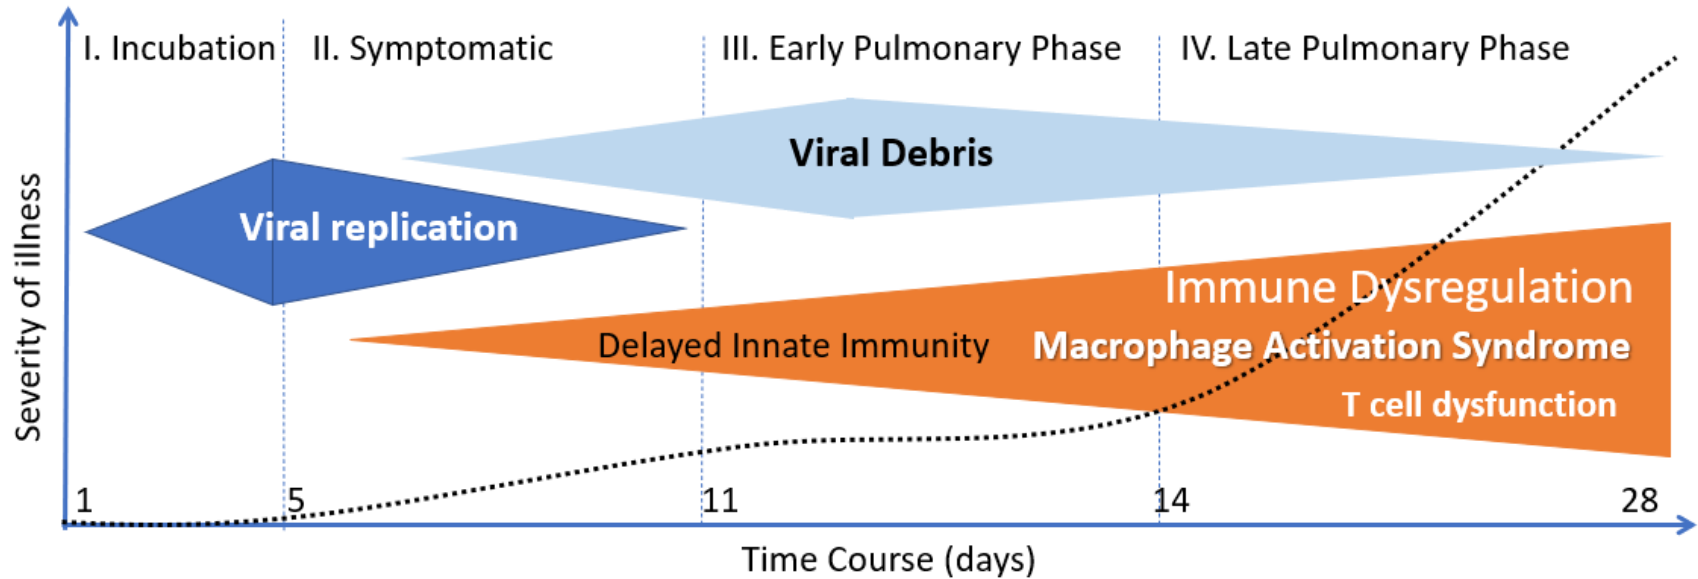 I. Incubation
II. Symptomatic
III. Early Pulmonary Phase
IV. Late Pulmonary Phase
Viral Debris
Viral replication
Immune Dysregulation
Delayed Innate Immunity
Macrophage Activation Syndrome
T cell dysfunction
Severity of illness
1
5
11
14
28
Time Course (days)